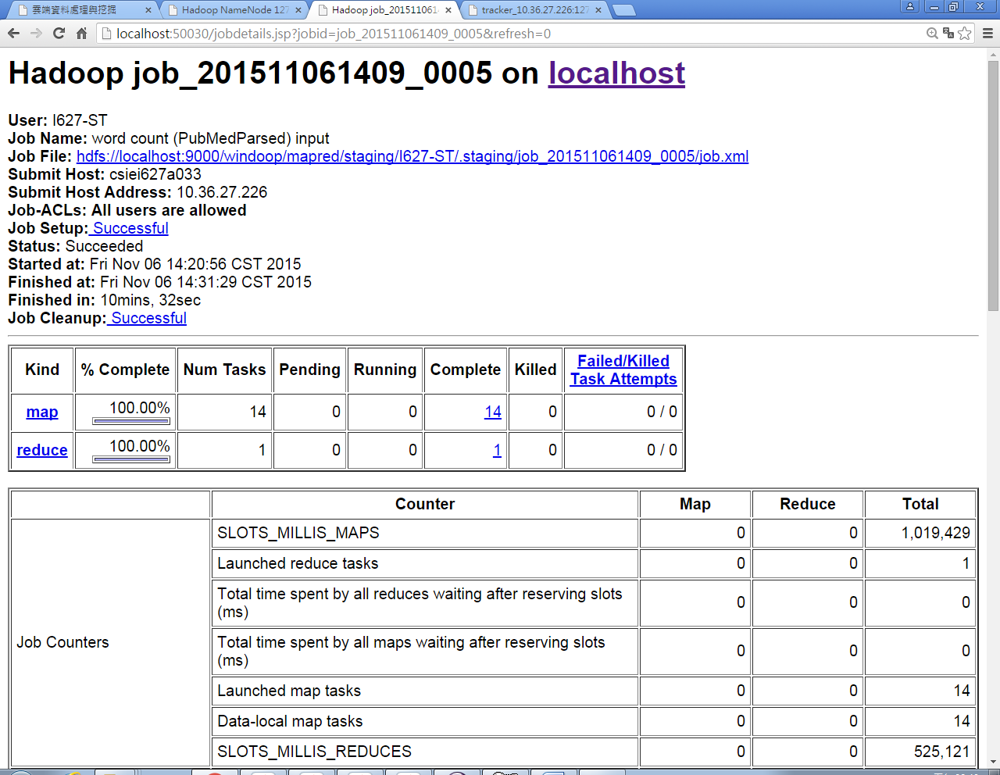 雲端資料處理與挖掘
Hadoop NameNode 127
Hadoop job_2015110614
tracker_10.36.27.226:127
localhost:50030/jobdetails.jsp?jobid=job_201511061409_0005&refresh=0
Hadoop job_201511061409_0005 on localhost
User: I627-ST
Job Name: word count (PubMedParsed) input
Job File: hdfs://localhost:9000/windoop/mapred/staging/I627-ST/.staging/job_201511061409_0005/job.xml
Submit Host: csiei627a033
Submit Host Address: 10.36.27.226
Job-ACLs: All users are allowed
Job Setup: Successful
Status: Succeeded
Started at: Fri Nov 06 14:20:56 CST 2015
Finished at: Fri Nov 06 14:31:29 CST 2015
Finished in: 10mins, 32sec
Job Cleanup: Successful
Kind % Complete Num Tasks Pending Running Complete Killed Failed/Killed
Task Attempts
map 100.00% 14 0 0 14 0 0 / 0
reduce 100.00% 1 0 0 1 0 0 / 0
Counter Map Reduce Total
Job Counters
SLOTS_MILLIS_MAPS 0 0 1,019,429
Launched reduce tasks 0 0 1
Total time spent by all reduces waiting after reserving slots
(ms) 0 0 0
Total time spent by all maps waiting after reserving slots
(ms) 0 0 0
Launched map tasks 0 0 14
Data-local map tasks 0 0 14
SLOTS_MILLIS_REDUCES 0 0 525,121